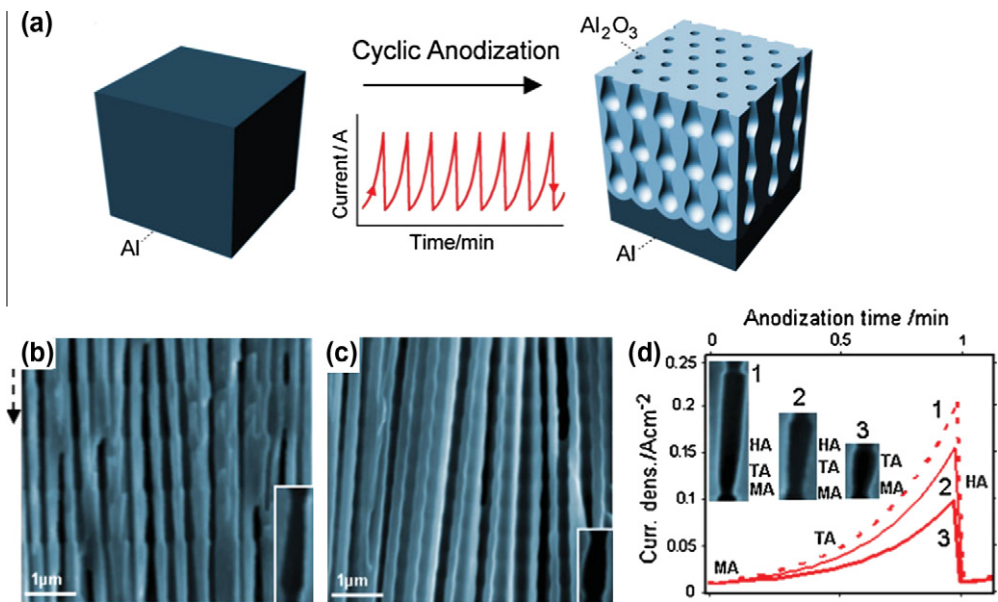 (a)
Al
Cyclic Anodization
Current / A
Time/min
Al₂O₃
Al
(b)
1μm
(c)
1μm
(d)
Anodization time /min
0
0.5
1
Curr. dens./Acm⁻²
0.25
0.2
0.15
0.1
0.05
0
1
HA
TA
MA
2
HA
TA
MA
3
TA
MA
1
2
3
MA
TA
HA